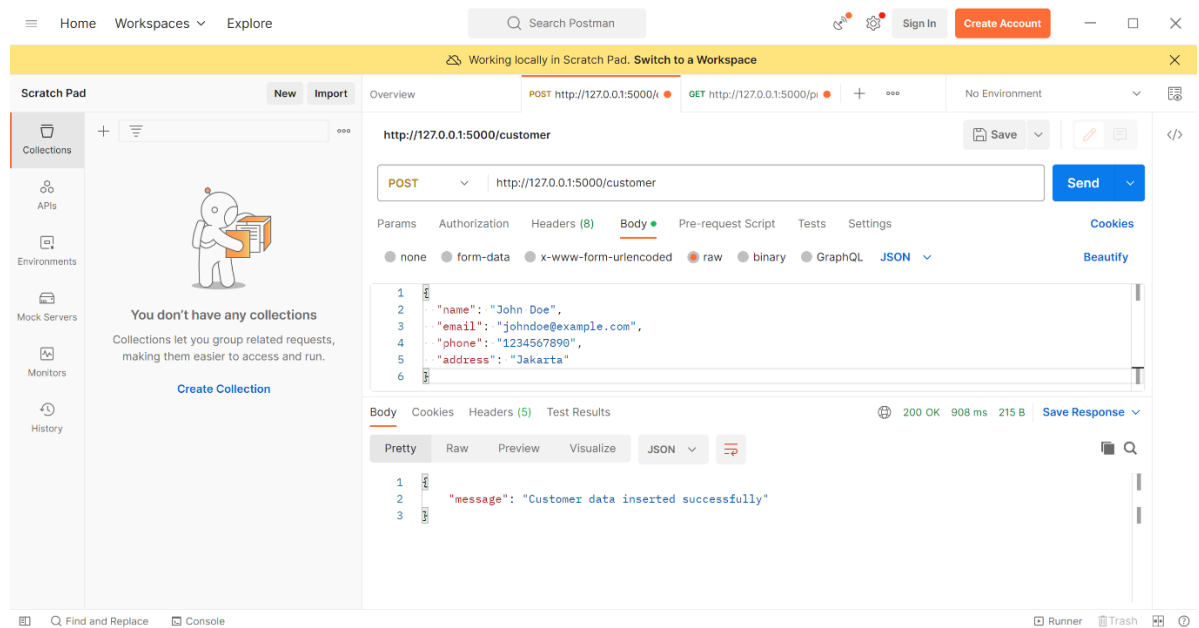 Home Workspaces Explore Search Postman Sign In Create Account
Working locally in Scratch Pad. Switch to a Workspace
Scratch Pad New Import Overview POST http://127.0.0.1:5000/ GET http://127.0.0.1:5000/ No Environment
Collections
http://127.0.0.1:5000/customer Save
POST http://127.0.0.1:5000/customer Send
APIs
Params Authorization Headers (8) Body Pre-request Script Tests Settings Cookies
Environments
none form-data x-www-form-urlencoded raw binary GraphQL JSON Beautify
1 {
2 "name": "John Doe",
3 "email": "johndoe@example.com",
4 "phone": "1234567890",
5 "address": "Jakarta"
6 }
Mock Servers
You don't have any collections
Collections let you group related requests,
making them easier to access and run.
Monitors
Create Collection
History
Body Cookies Headers (5) Test Results 200 OK 908 ms 215 B Save Response
Pretty Raw Preview Visualize JSON
1 {
2 "message": "Customer data inserted successfully"
3 }
Find and Replace Console Runner Trash